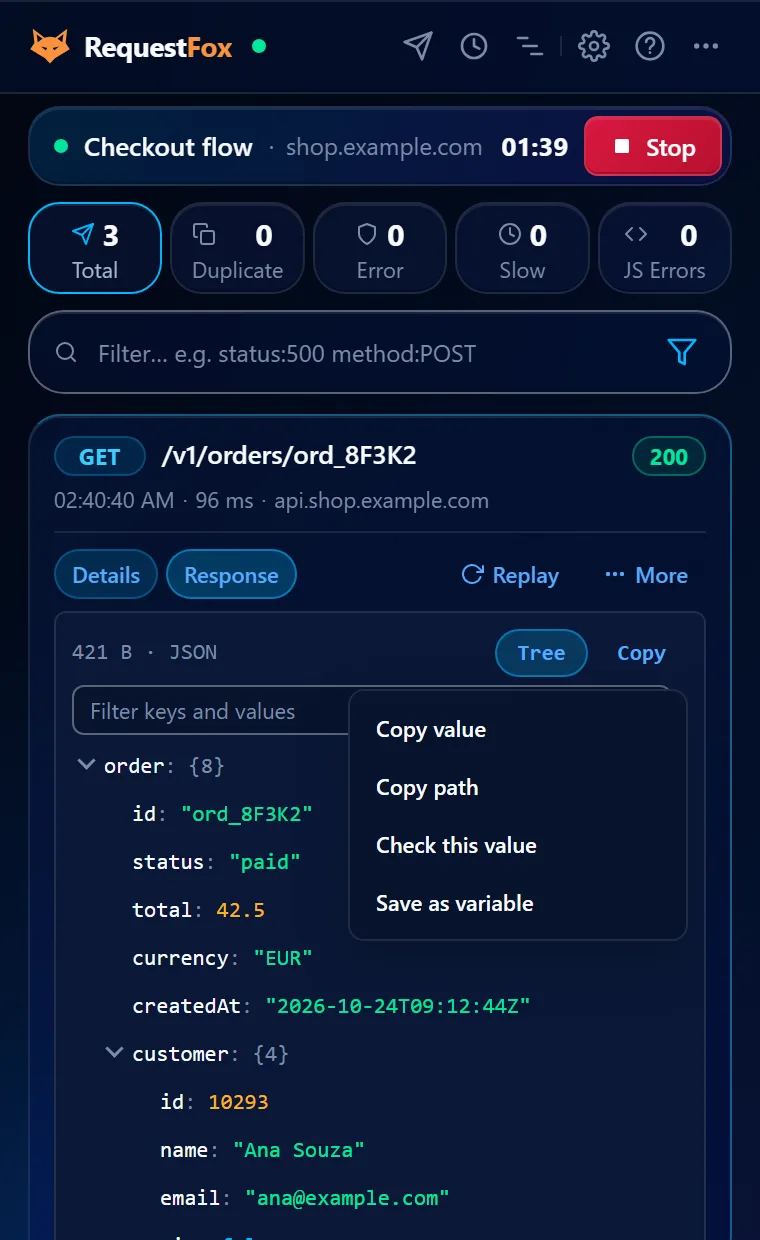 RequestFox
Checkout flow · shop.example.com 01:39 Stop
3 Total
0 Duplicate
0 Error
0 Slow
0 JS Errors
Filter... e.g. status:500 method:POST
GET /v1/orders/ord_8F3K2 200
02:40:40 AM · 96 ms · api.shop.example.com
Details Response Replay ··· More
421 B · JSON Tree Copy
Filter keys and values
Copy value
Copy path
Check this value
Save as variable
order: {8}
id: "ord_8F3K2"
status: "paid"
total: 42.5
currency: "EUR"
createdAt: "2026-10-24T09:12:44Z"
customer: {4}
id: 10293
name: "Ana Souza"
email: "ana@example.com"